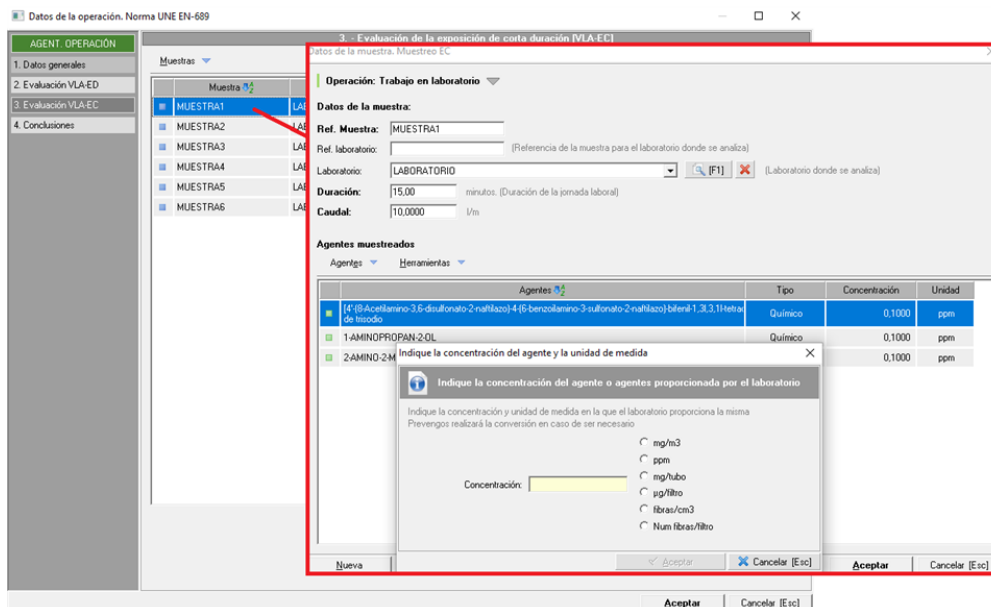 Datos de la operación. Norma UNE EN-689
AGENT. OPERACIÓN
1. Datos generales
2. Evaluación VLA-ED
3. Evaluación VLA-EC
4. Conclusiones
3. - Evaluación de la exposición de corta duración [VLA-EC]
Muestras
Muestra
MUESTRA1 LAB
MUESTRA2 LAB
MUESTRA3 LAB
MUESTRA4 LAB
MUESTRA5 LAB
MUESTRA6 LAB
Datos de la muestra. Muestreo EC
Operación: Trabajo en laboratorio
Datos de la muestra:
Ref. Muestra: MUESTRA1
Ref. laboratorio: (Referencia de la muestra para el laboratorio donde se analiza)
Laboratorio: LABORATORIO [F1] (Laboratorio donde se analiza)
Duración: 15,00 minutos. (Duración de la jornada laboral)
Caudal: 10,0000 l/m
Agentes muestreados
Agentes Herramientas
Agentes Tipo Concentración Unidad
[4'-(8-Acetilamino-3,6-disulfonato-2-naftilazo)-4-(6-benzoilamino-3-sulfonato-2-naftilazo)-bifenil-1,3',3,1'-tetrao
de trisodio Químico 0,1000 ppm
1-AMINOPROPAN-2-OL Químico 0,1000 ppm
2-AMINO-2-M 0,1000 ppm
Indique la concentración del agente y la unidad de medida
Indique la concentración del agente o agentes proporcionada por el laboratorio
Indique la concentración y unidad de medida en la que el laboratorio proporciona la misma
Prevengos realizará la conversión en caso de ser necesario
Concentración:
mg/m3
ppm
mg/tubo
µg/filtro
fibras/cm3
Num fibras/filtro
Aceptar Cancelar [Esc]
Nueva Aceptar Cancelar [Esc]
Aceptar Cancelar [Esc]